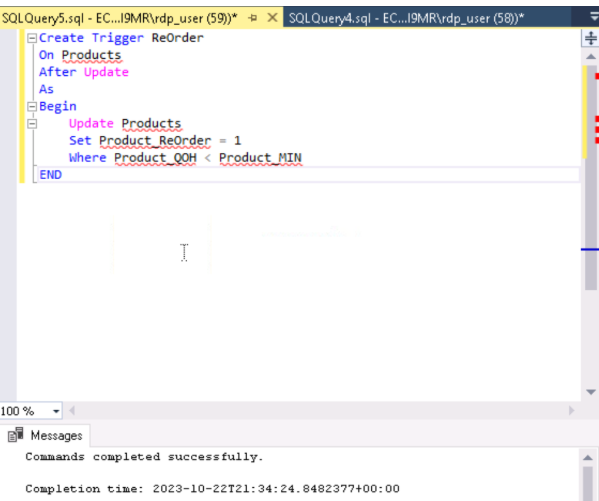 SQLQuery5.sql - EC...I9MR\rdp_user (59))* SQLQuery4.sql - EC...I9MR\rdp_user (58))*
Create Trigger ReOrder
On Products
After Update
As
Begin
Update Products
Set Product_ReOrder = 1
Where Product_QOH < Product_MIN
END
100 %
Messages
Commands completed successfully.
Completion time: 2023-10-22T21:34:24.8482377+00:00